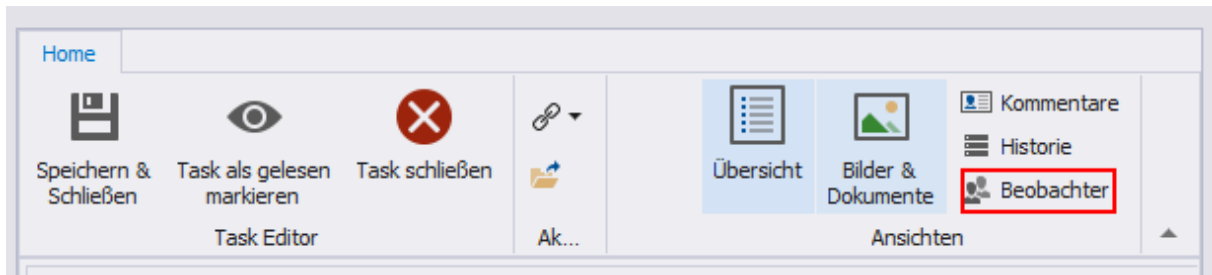 Home
Speichern &
Schließen
Task als gelesen
markieren
Task schließen
Task Editor
Ak...
Übersicht
Bilder &
Dokumente
Kommentare
Historie
Beobachter
Ansichten